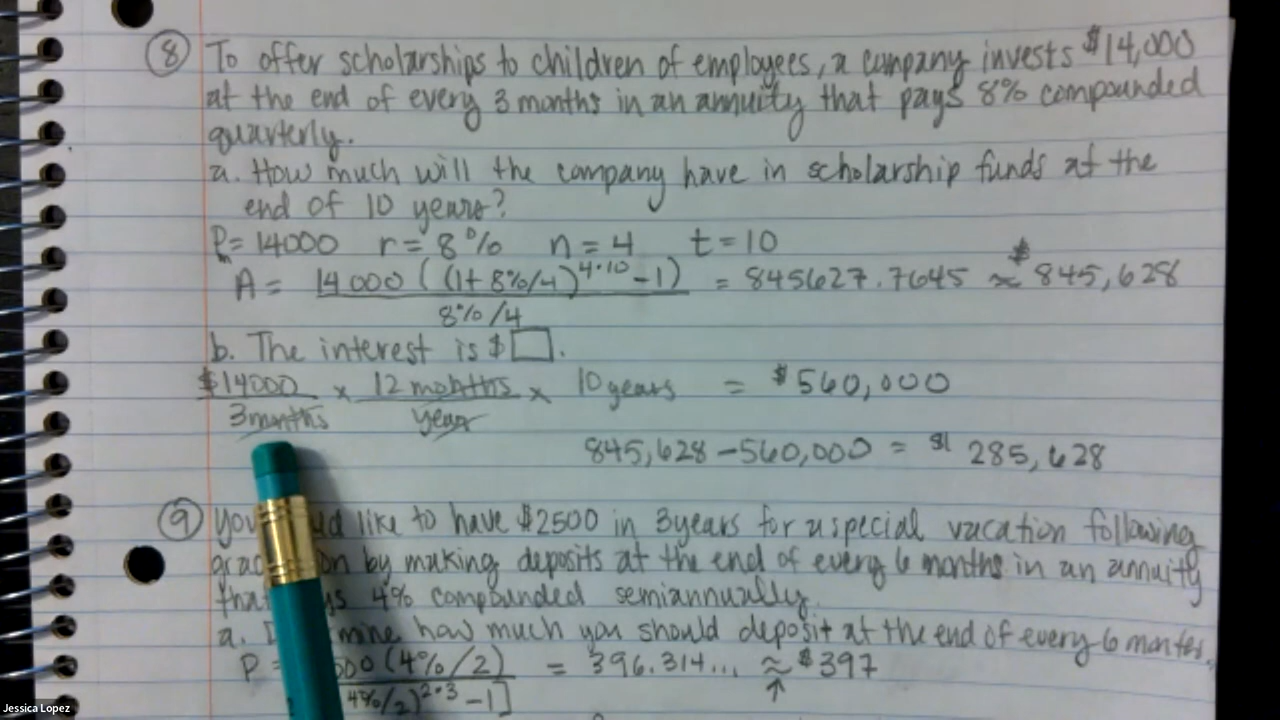 8 To offer scholarships to children of employees, a company invests $14,000
at the end of every 3 months in an annuity that pays 8% compounded
quarterly.
a. How much will the company have in scholarship funds at the
end of 10 years?
P = 14000 r = 8% n = 4 t = 10
A = 14000 ((1+8%/4)^4·10 -1) = 845627.7645 ≈ $845,628
8%/4
b. The interest is $□.
$14000 × 12 months × 10 years = $560,000
3 months year
845,628 - 560,000 = $285,628
9 You like to have $2500 in 3 years for a special vacation following
by making deposits at the end of every 6 months in an annuity
4% compounded semiannually.
a. how much you should deposit at the end of every 6 months.
P = (4%/2) = 396.314... ≈ $397
4%/2)^2·3 -1] ↑
Jessica Lopez